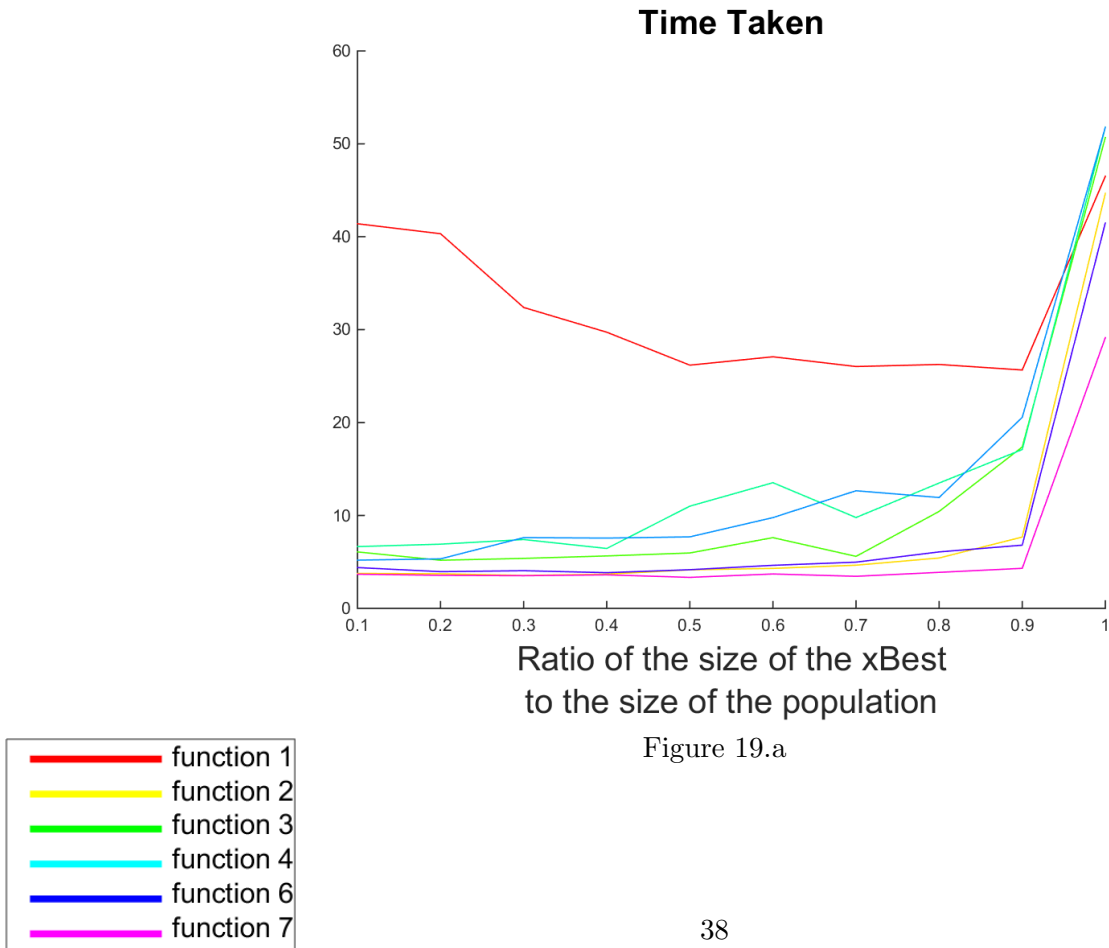 Time Taken
60
50
40
30
20
10
0
0.1 0.2 0.3 0.4 0.5 0.6 0.7 0.8 0.9 1
Ratio of the size of the xBest
to the size of the population
Figure 19.a
function 1
function 2
function 3
function 4
function 6
function 7
38